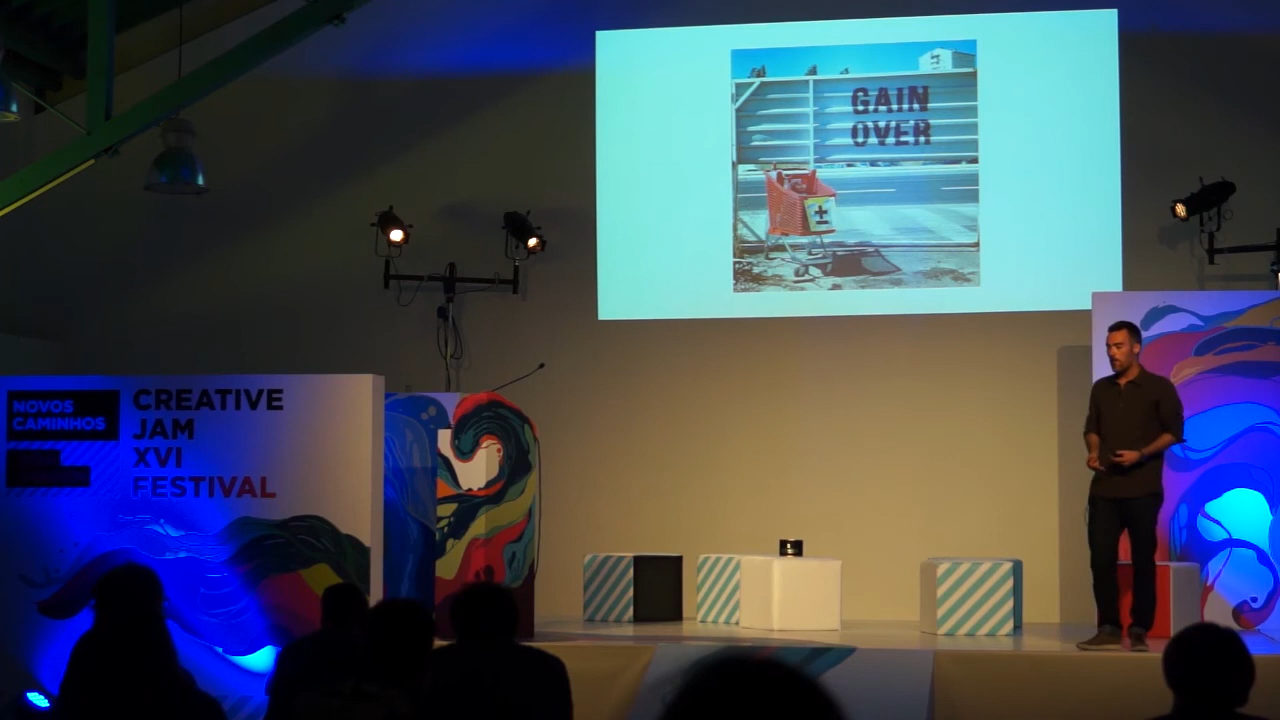 GAIN
OVER
±
NOVOS
CAMINHOS
CREATIVE
JAM
XVI
FESTIVAL